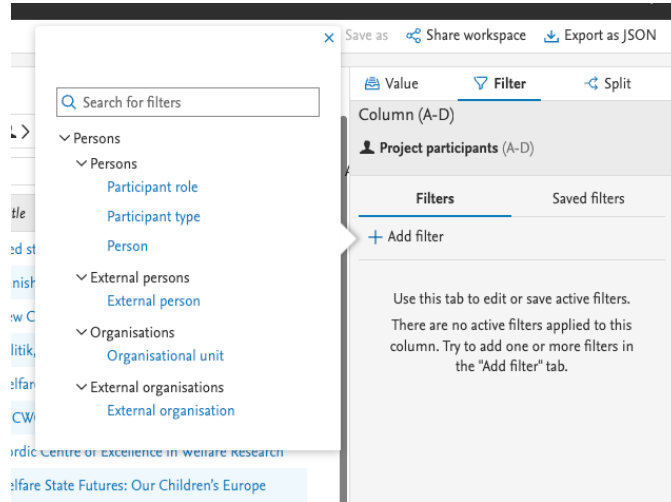 Save as
Share workspace
Export as JSON
Search for filters
Persons
Persons
Participant role
Participant type
Person
External persons
External person
Organisations
Organisational unit
External organisations
External organisation
Value
Filter
Split
Column (A-D)
Project participants (A-D)
Filters
Saved filters
Add filter
Use this tab to edit or save active filters.
There are no active filters applied to this
column. Try to add one or more filters in
the "Add filter" tab.
ordic Centre of Excellence in Welfare Research
elfare State Futures: Our Children's Europe